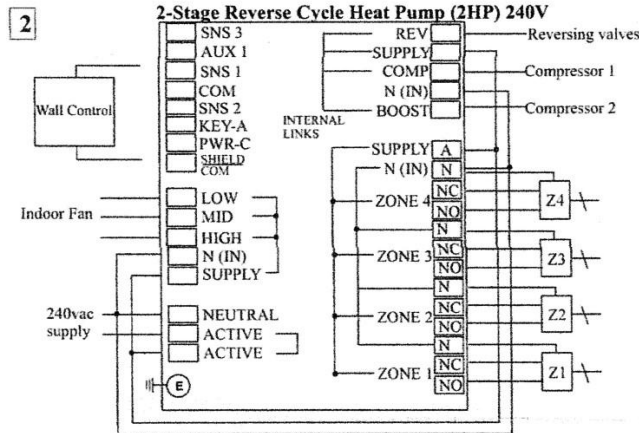 2
2-Stage Reverse Cycle Heat Pump (2HP) 240V
SNS 3
AUX 1
SNS 1
COM
SNS 2
KEY-A
PWR-C
SHIELD
COM
Wall Control
LOW
MID
HIGH
N (IN)
SUPPLY
Indoor Fan
240vac
supply
NEUTRAL
ACTIVE
ACTIVE
E
REV
SUPPLY
COMP
N (IN)
BOOST
INTERNAL
LINKS
Reversing valves
Compressor 1
Compressor 2
SUPPLY A
N (IN) N
ZONE 4
NC
NO
Z4
N
ZONE 3
NC
NO
Z3
N
ZONE 2
NC
NO
Z2
N
ZONE 1
NC
NO
Z1